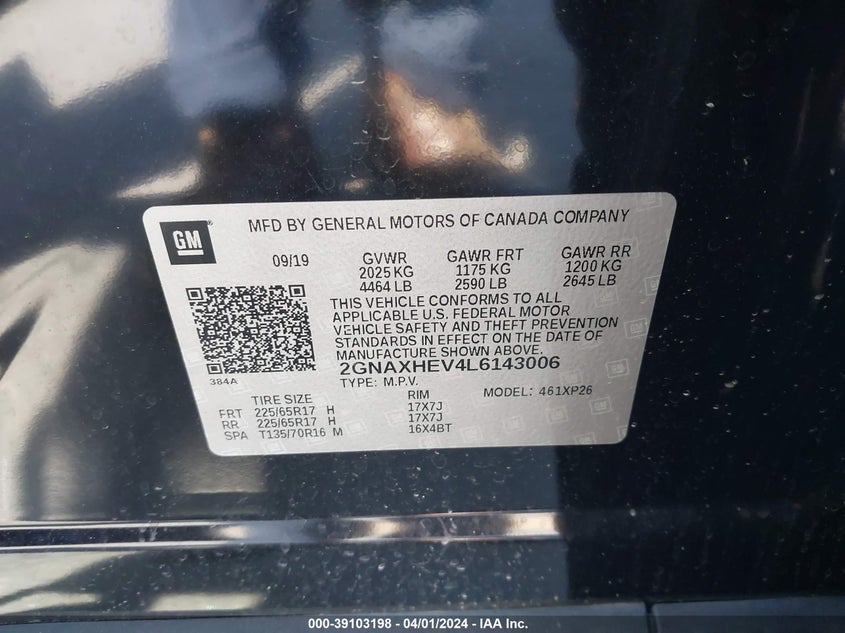 GM
MFD BY GENERAL MOTORS OF CANADA COMPANY
09/19 GVWR GAWR FRT GAWR RR
2025 KG 1175 KG 1200 KG
4464 LB 2590 LB 2645 LB
THIS VEHICLE CONFORMS TO ALL
APPLICABLE U.S. FEDERAL MOTOR
VEHICLE SAFETY AND THEFT PREVENTION
STANDARDS IN EFFECT ON THE DATE OF
MANUFACTURE SHOWN ABOVE.
384A
2GNAXHEV4L6143006
TYPE: M.P.V.
TIRE SIZE RIM MODEL: 461XP26
FRT 225/65R17 H 17X7J
RR 225/65R17 H 17X7J
SPA T135/70R16 M 16X4BT
000-39103198 - 04/01/2024 - IAA Inc.